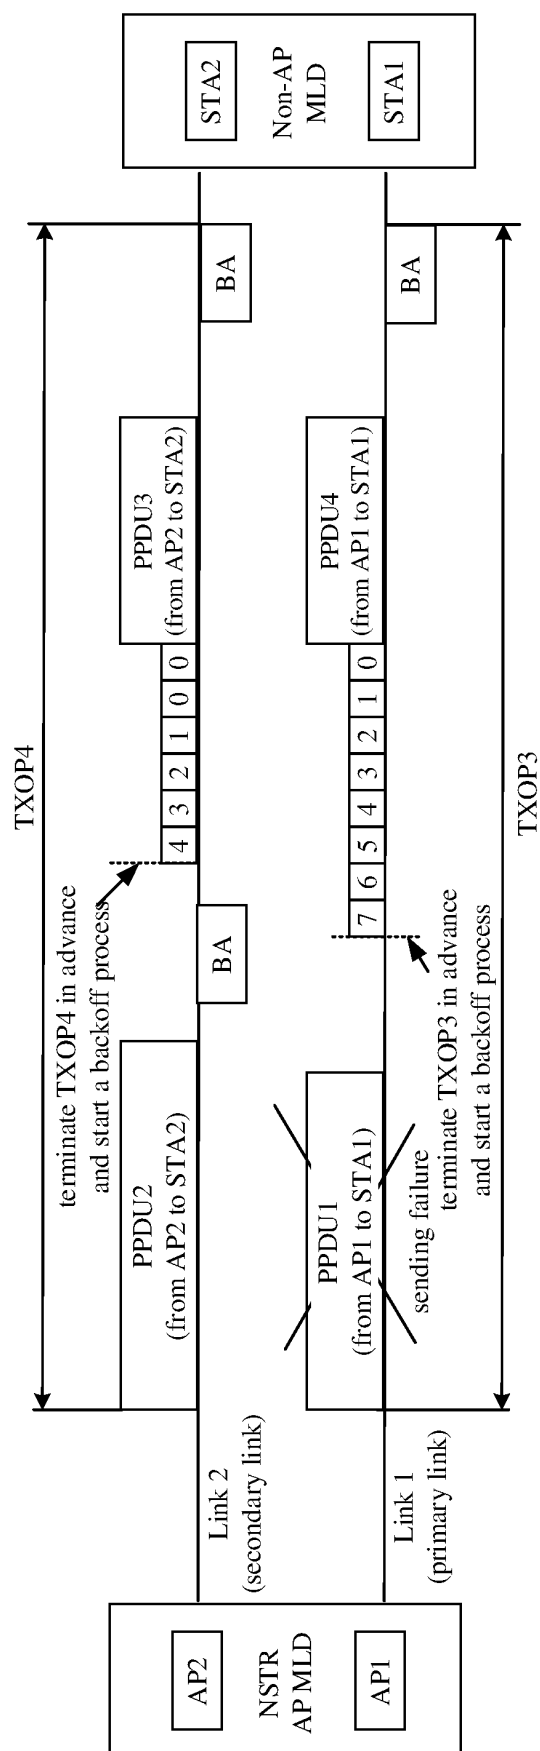 TXOP4
terminate TXOP4 in advance
and start a backoff process
PPDU2
(from AP2 to STA2)
BA
4 3 2 1 0 0
PPDU3
(from AP2 to STA2)
BA
AP2
NSTR
AP MLD
AP1
Link 2
(secondary link)
Link 1
(primary link)
STA2
Non-AP
MLD
STA1
PPDU1
(from AP1 to STA1)
sending failure
7 6 5 4 3 2 1 0
PPDU4
(from AP1 to STA1)
BA
terminate TXOP3 in advance
and start a backoff process
TXOP3